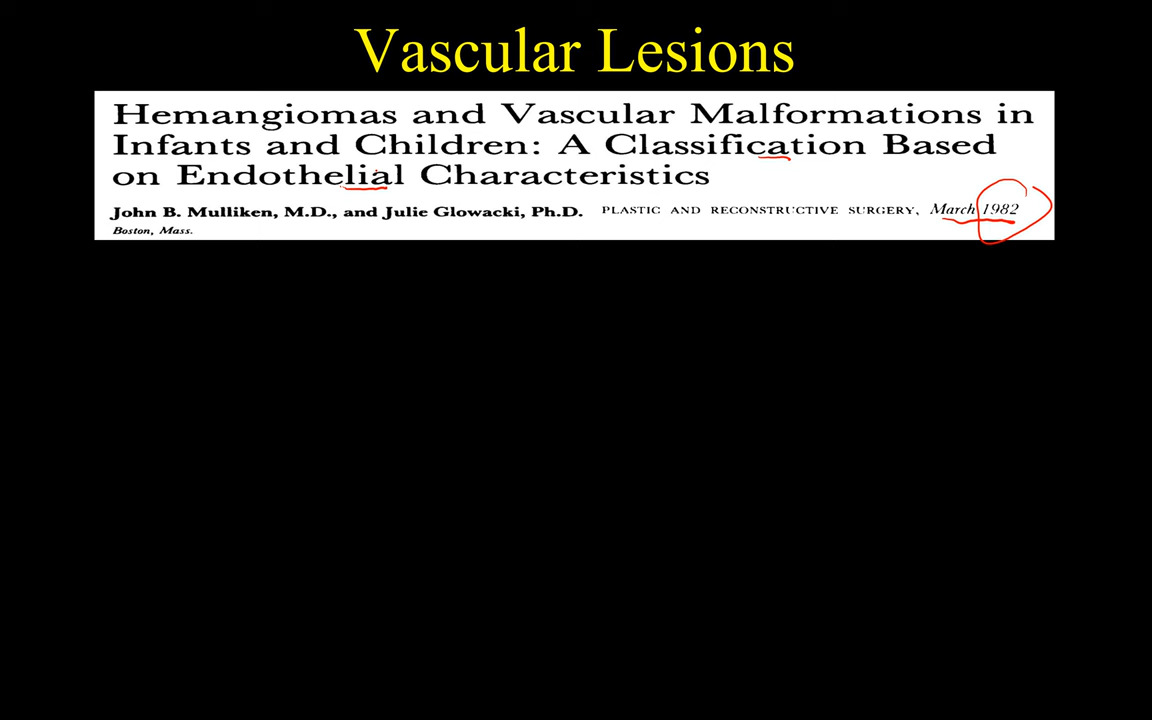 Vascular Lesions
Hemangiomas and Vascular Malformations in
Infants and Children: A Classification Based
on Endothelial Characteristics
John B. Mulliken, M.D., and Julie Glowacki, Ph.D. PLASTIC AND RECONSTRUCTIVE SURGERY, March 1982
Boston, Mass.